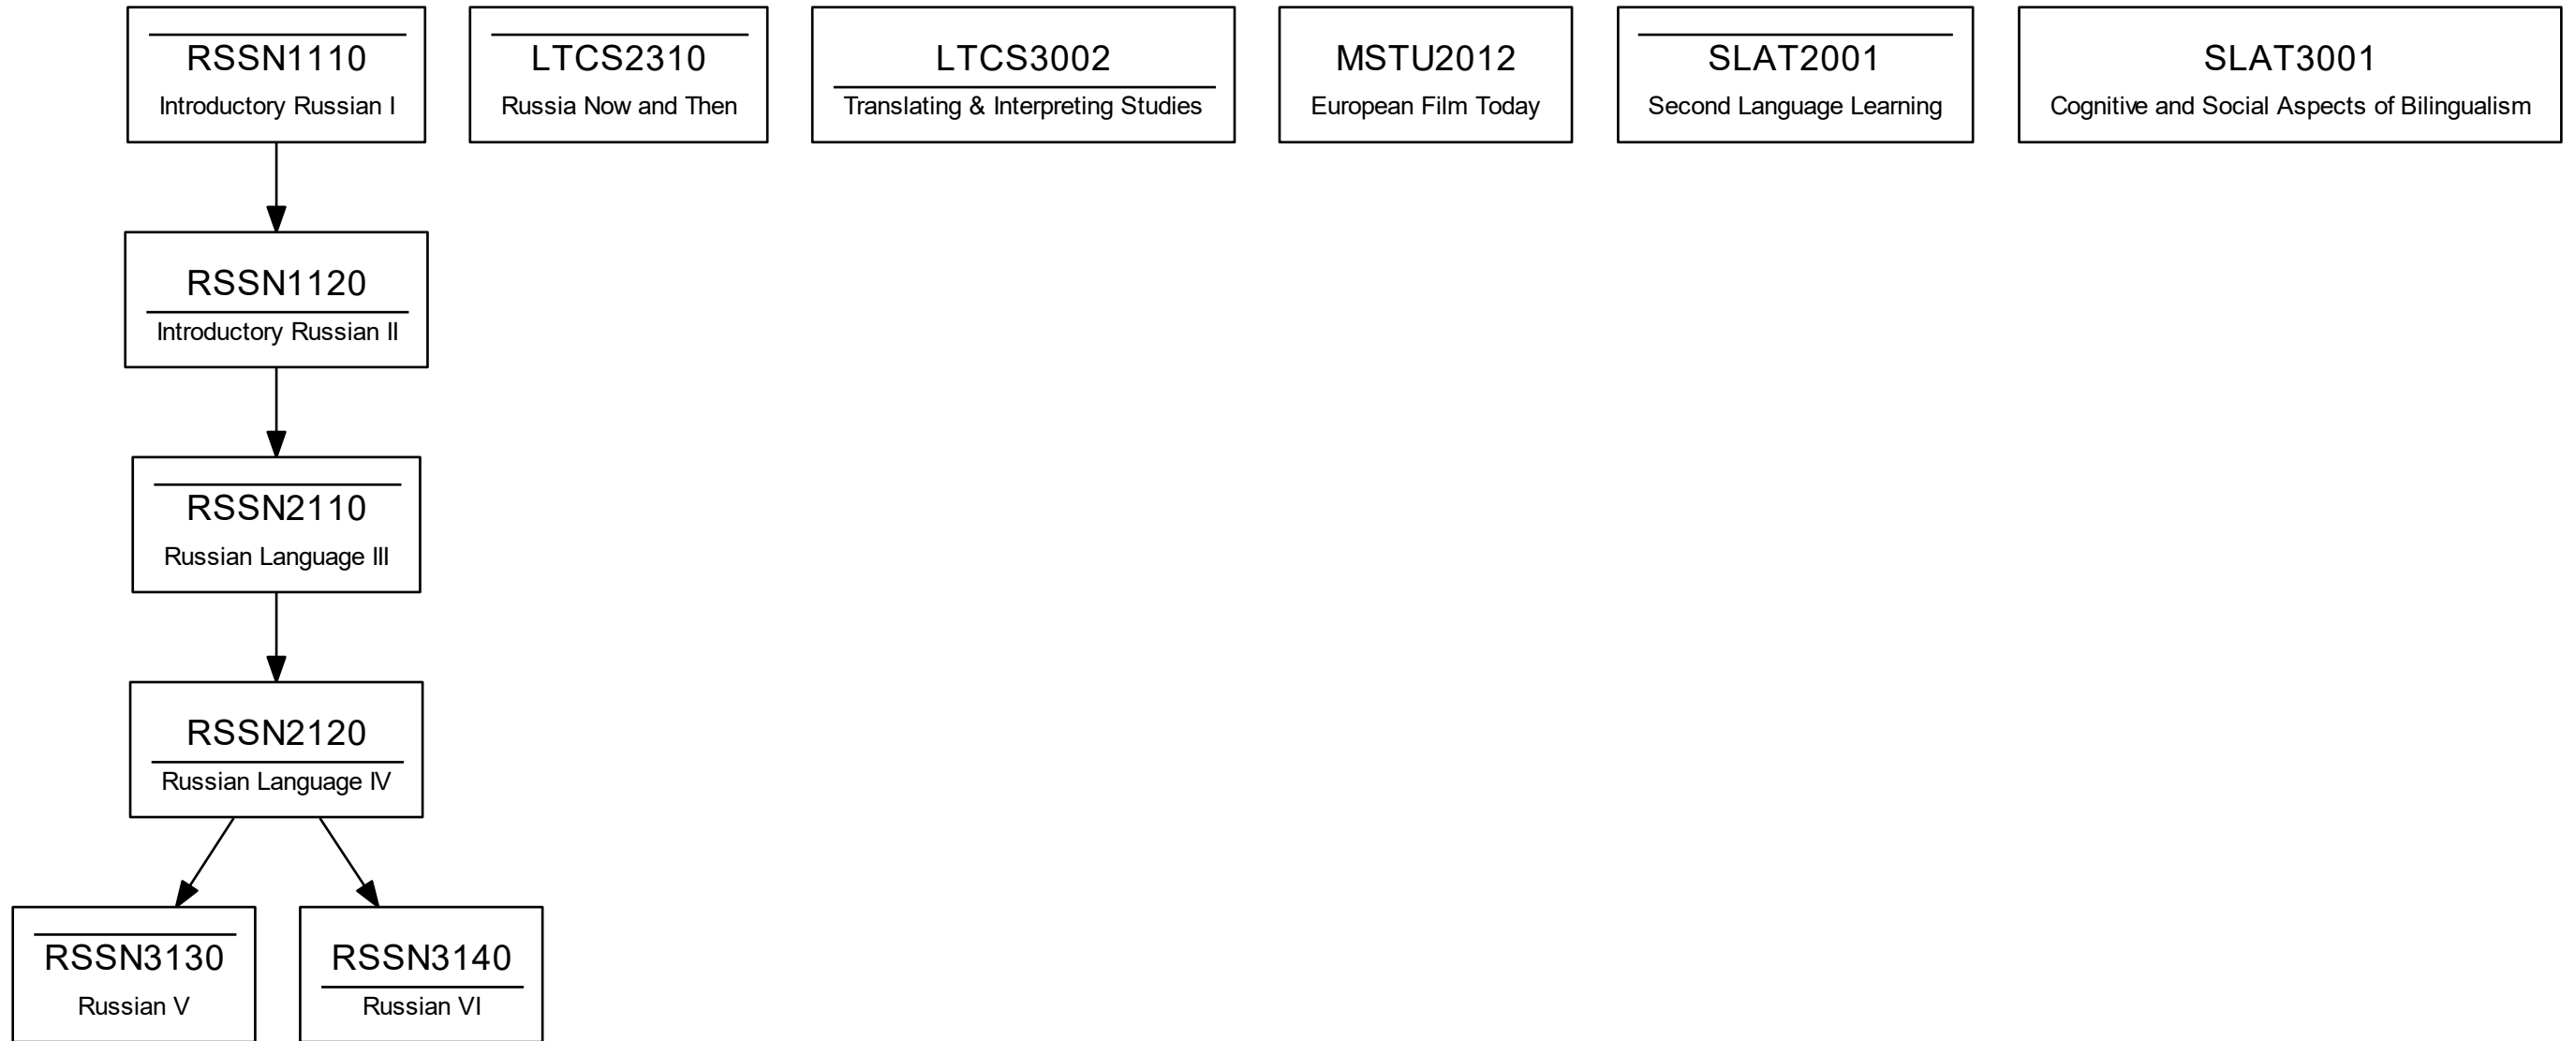 RSSN1110
Introductory Russian I
LTCS2310
Russia Now and Then
LTCS3002
Translating & Interpreting Studies
MSTU2012
European Film Today
SLAT2001
Second Language Learning
SLAT3001
Cognitive and Social Aspects of Bilingualism
RSSN1120
Introductory Russian II
RSSN2110
Russian Language III
RSSN2120
Russian Language IV
RSSN3130
Russian V
RSSN3140
Russian VI